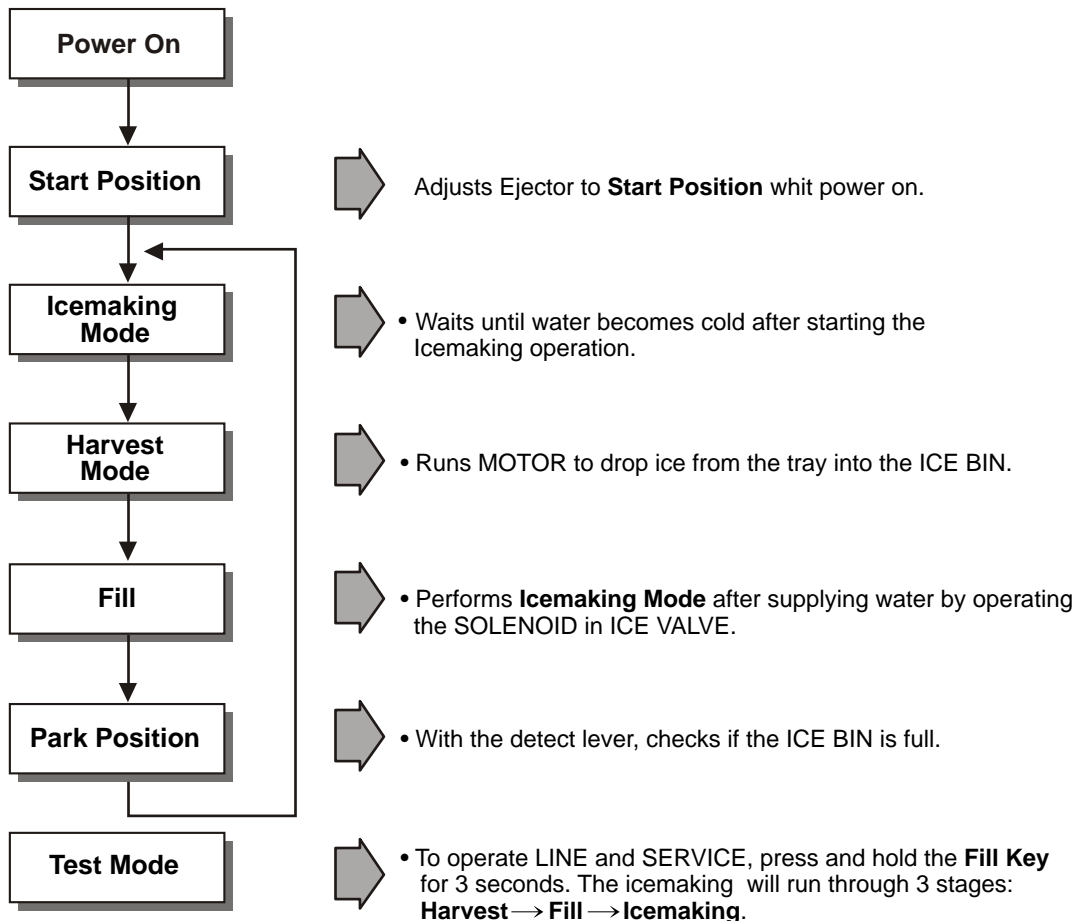 Power On
Start Position
Adjusts Ejector to Start Position whit power on.
Icemaking
Mode
• Waits until water becomes cold after starting the
Icemaking operation.
Harvest
Mode
• Runs MOTOR to drop ice from the tray into the ICE BIN.
Fill
• Performs Icemaking Mode after supplying water by operating
the SOLENOID in ICE VALVE.
Park Position
• With the detect lever, checks if the ICE BIN is full.
Test Mode
• To operate LINE and SERVICE, press and hold the Fill Key
for 3 seconds. The icemaking will run through 3 stages:
Harvest → Fill → Icemaking.